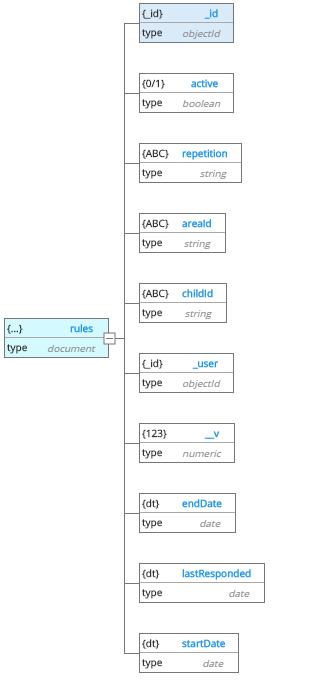 {_id} _id
type objectId
{0/1} active
type boolean
{ABC} repetition
type string
{ABC} areaId
type string
{ABC} childId
type string
{...} rules
type document
{_id} _user
type objectId
{123} __v
type numeric
{dt} endDate
type date
{dt} lastResponded
type date
{dt} startDate
type date